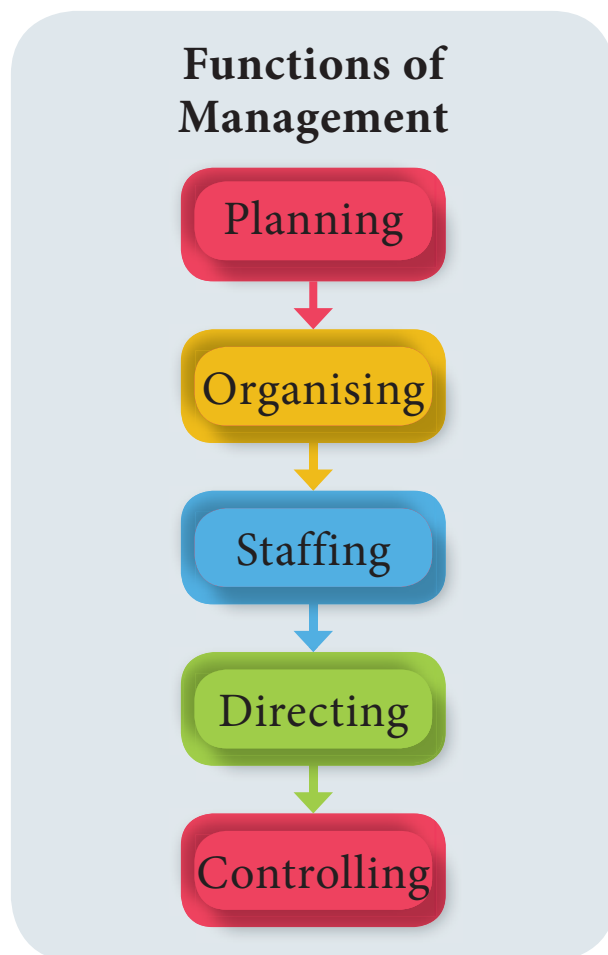 Functions of
Management
Planning
Organising
Staffing
Directing
Controlling